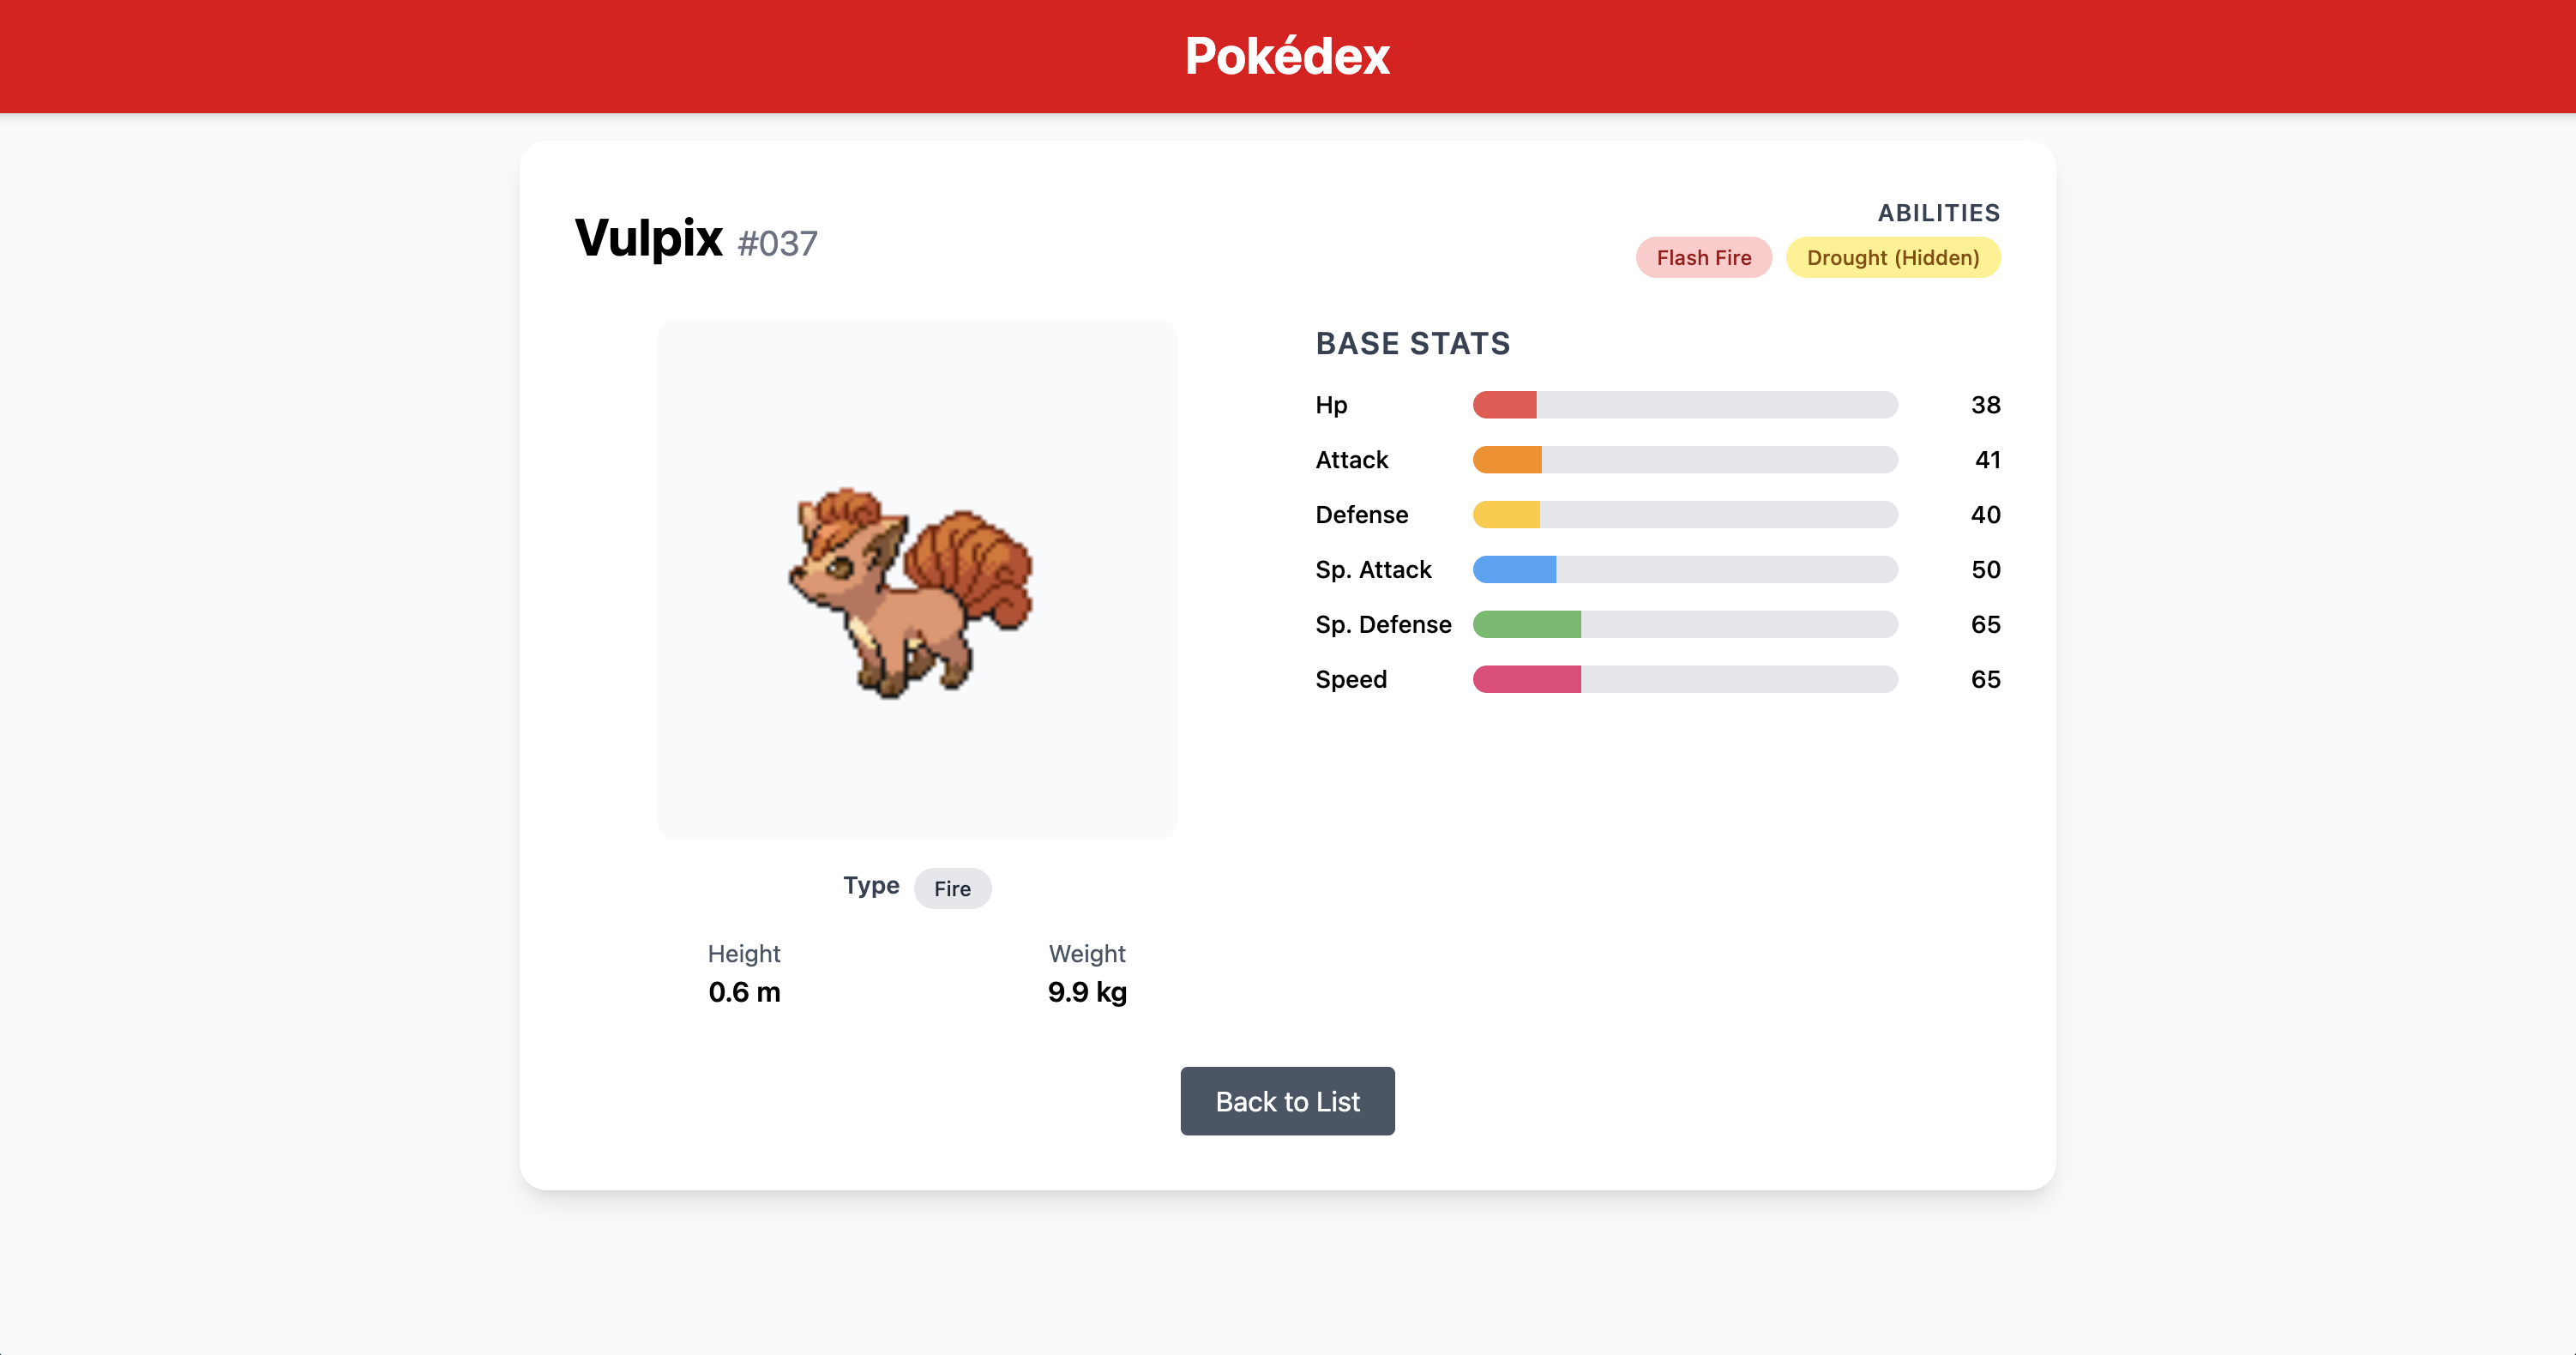 Pokédex
Vulpix #037
ABILITIES
Flash Fire Drought (Hidden)
BASE STATS
Hp 38
Attack 41
Defense 40
Sp. Attack 50
Sp. Defense 65
Speed 65
Type Fire
Height Weight
0.6 m 9.9 kg
Back to List